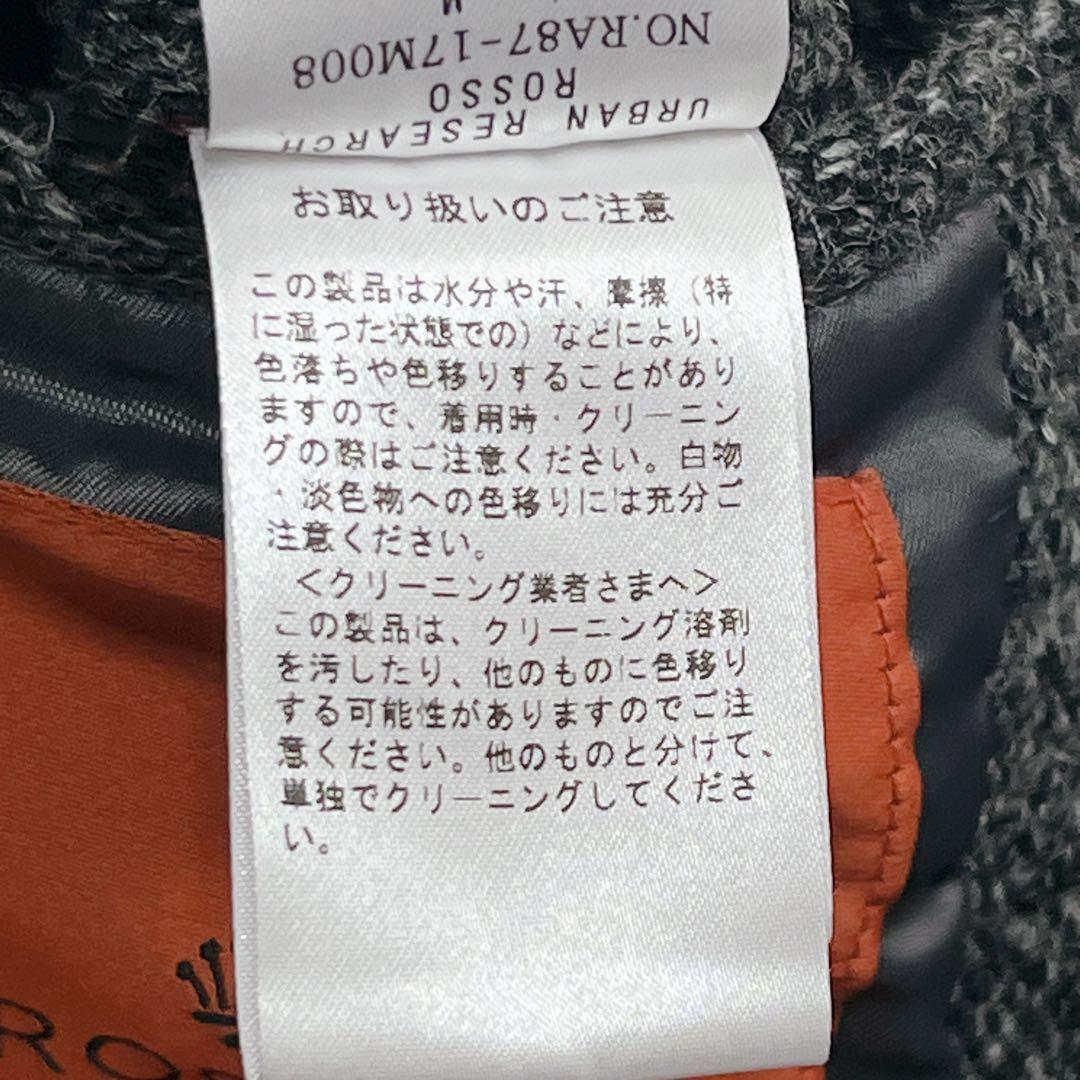 M
NO.RA87-17M008
ROSSO
URBAN RESEARCH
お取り扱いのご注意
この製品は水分や汗、摩擦（特
に湿った状態での）などにより、
色落ちや色移りすることがあり
ますので、着用時・クリーニン
グの際はご注意ください。白物
・淡色物への色移りには充分ご
注意ください。
＜クリーニング業者さまへ＞
この製品は、クリーニング溶剤
を汚したり、他のものに色移り
する可能性がありますのでご注
意ください。他のものと分けて、
単独でクリーニングしてくださ
い。